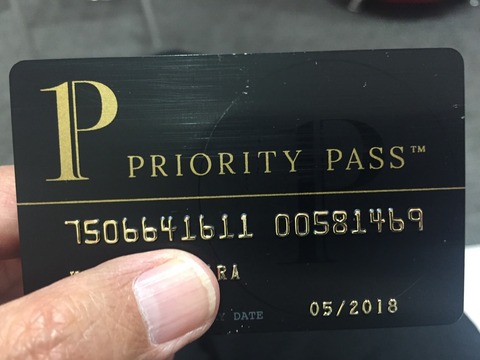 P
PRIORITY PASS™
7506641611 00581469
DATE 05/2018